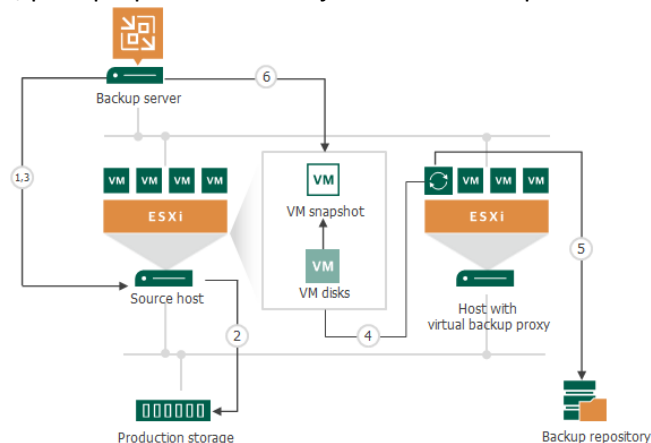 6
Backup server
1,3
VM VM VM VM
VM
VM VM VM
ESXi
VM snapshot
ESXi
5
VM
Source host
VM disks
Host with
virtual backup proxy
2
4
Production storage
Backup repository